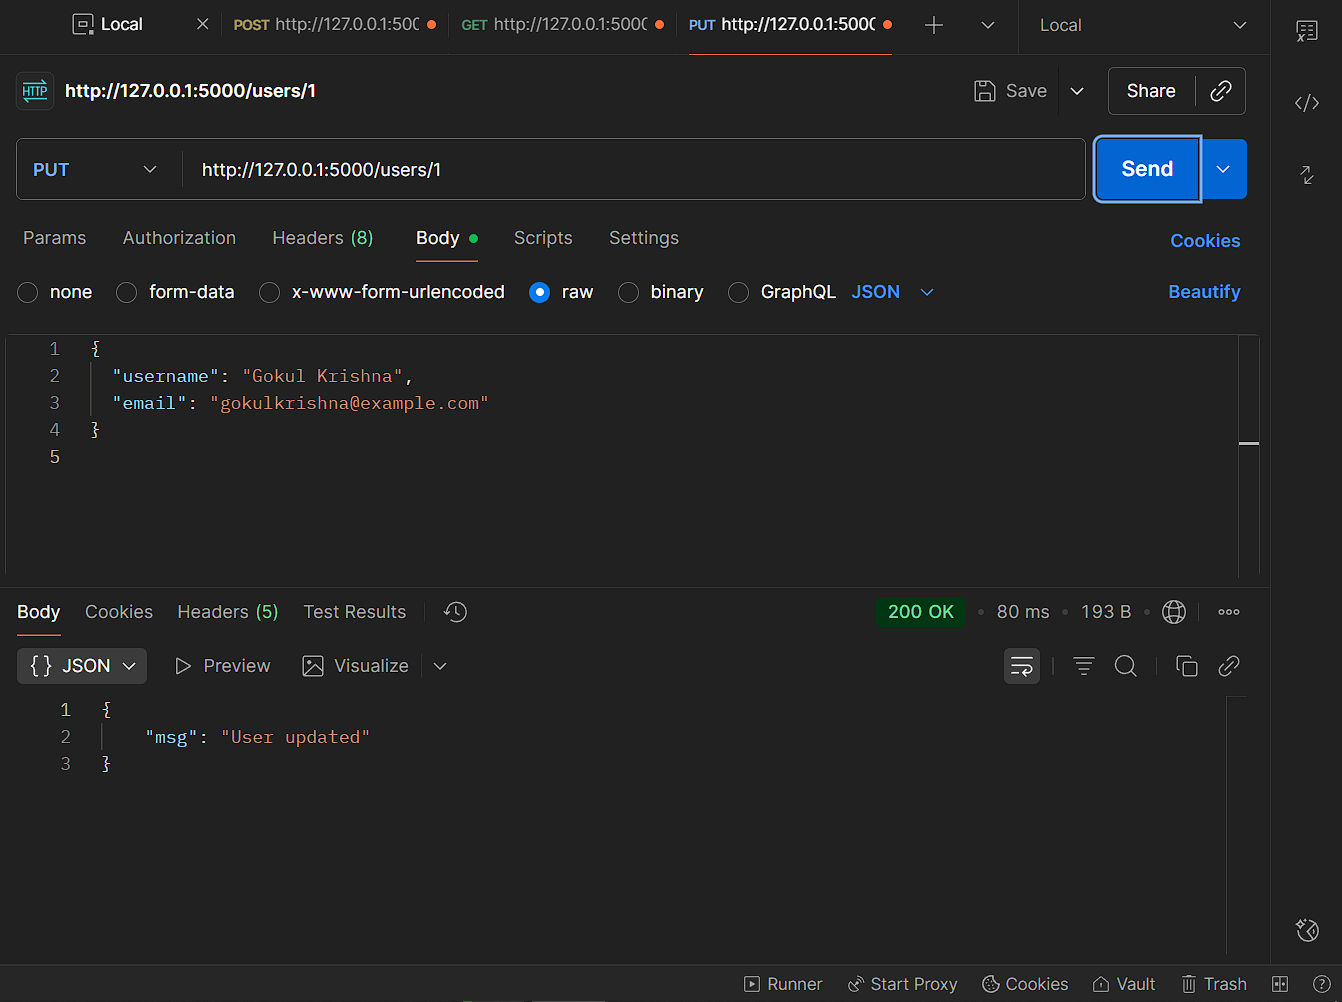 Local
POST http://127.0.0.1:500
GET http://127.0.0.1:500
PUT http://127.0.0.1:500
Local
HTTP http://127.0.0.1:5000/users/1
Save
Share
PUT http://127.0.0.1:5000/users/1
Send
Params Authorization Headers (8) Body Scripts Settings Cookies
none form-data x-www-form-urlencoded raw binary GraphQL JSON Beautify
1 {
2 "username": "Gokul Krishna",
3 "email": "gokulkrishna@example.com"
4 }
5
Body Cookies Headers (5) Test Results 200 OK • 80 ms • 193 B •
{} JSON Preview Visualize
1 {
2 "msg": "User updated"
3 }
Runner Start Proxy Cookies Vault Trash